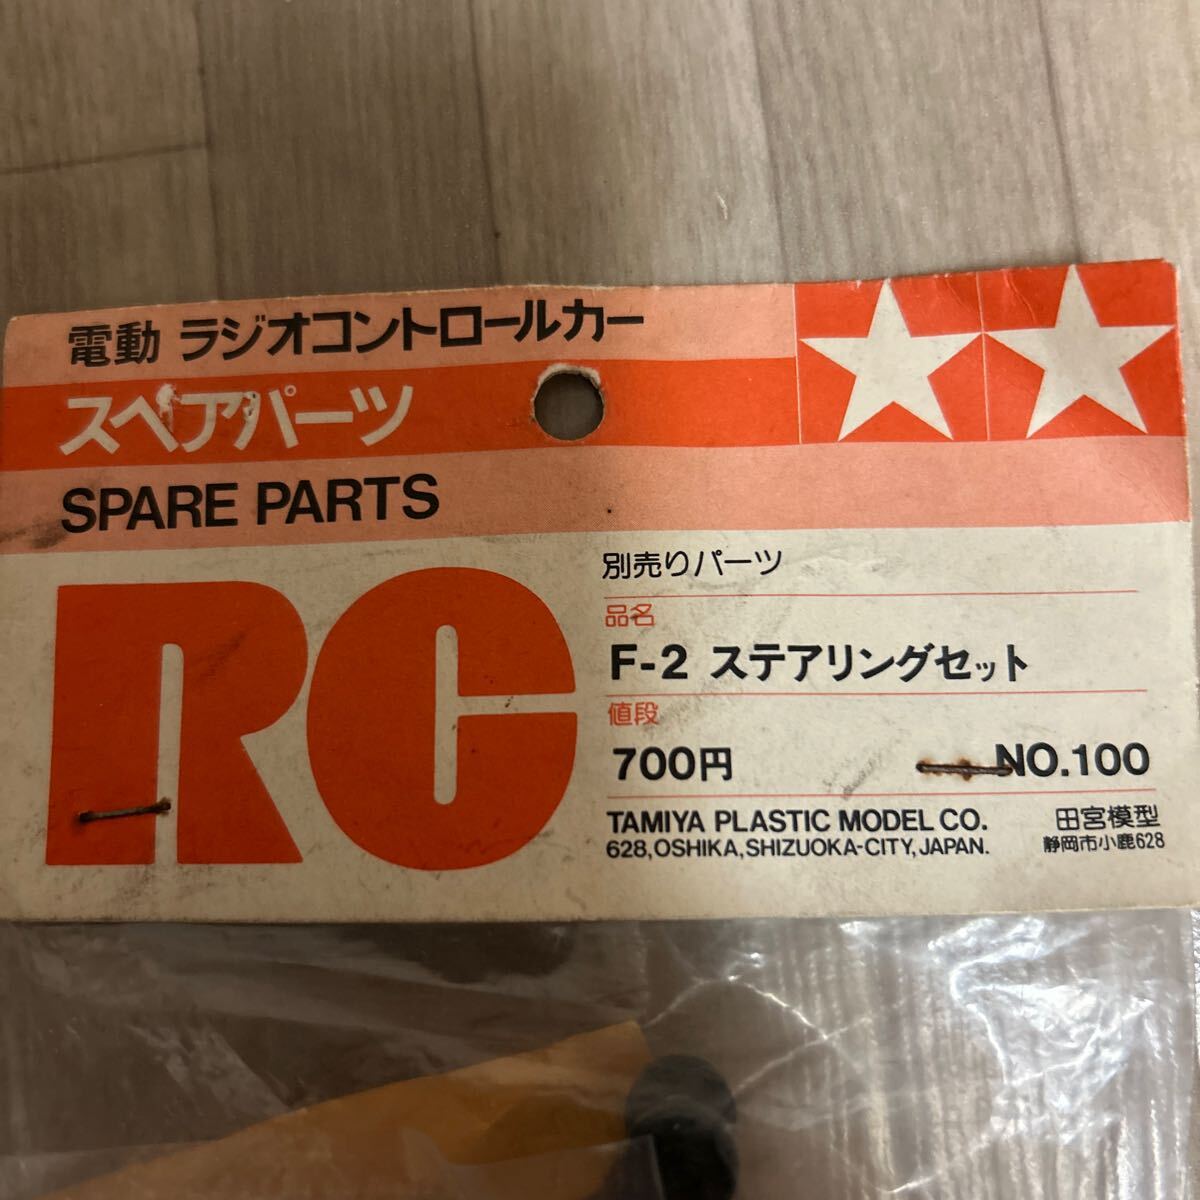 電動 ラジオコントロールカー
スペアパーツ
SPARE PARTS
RC
別売りパーツ
品名
F-2 ステアリングセット
値段
700円 NO.100
TAMIYA PLASTIC MODEL CO. 田宮模型
628,OSHIKA,SHIZUOKA-CITY,JAPAN. 静岡市小鹿628